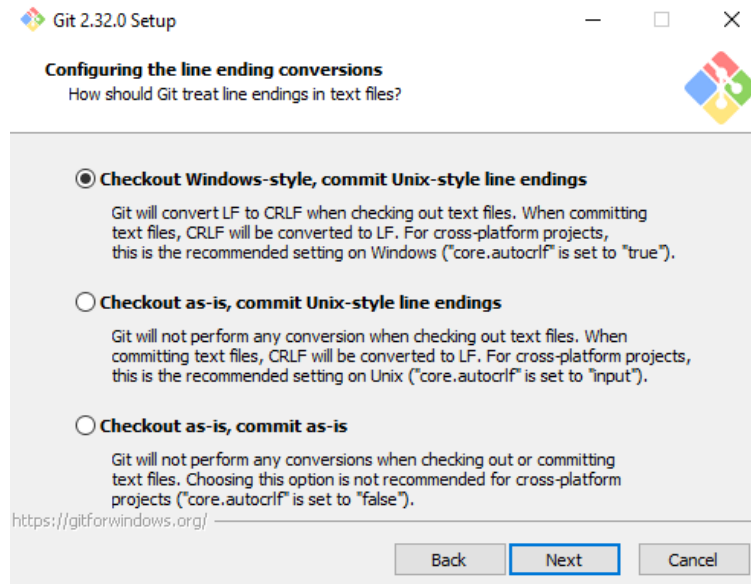 Git 2.32.0 Setup
Configuring the line ending conversions
How should Git treat line endings in text files?
Checkout Windows-style, commit Unix-style line endings
Git will convert LF to CRLF when checking out text files. When committing
text files, CRLF will be converted to LF. For cross-platform projects,
this is the recommended setting on Windows ("core.autocrlf" is set to "true").
Checkout as-is, commit Unix-style line endings
Git will not perform any conversion when checking out text files. When
committing text files, CRLF will be converted to LF. For cross-platform projects,
this is the recommended setting on Unix ("core.autocrlf" is set to "input").
Checkout as-is, commit as-is
Git will not perform any conversions when checking out or committing
text files. Choosing this option is not recommended for cross-platform
projects ("core.autocrlf" is set to "false").
https://gitforwindows.org/
Back Next Cancel